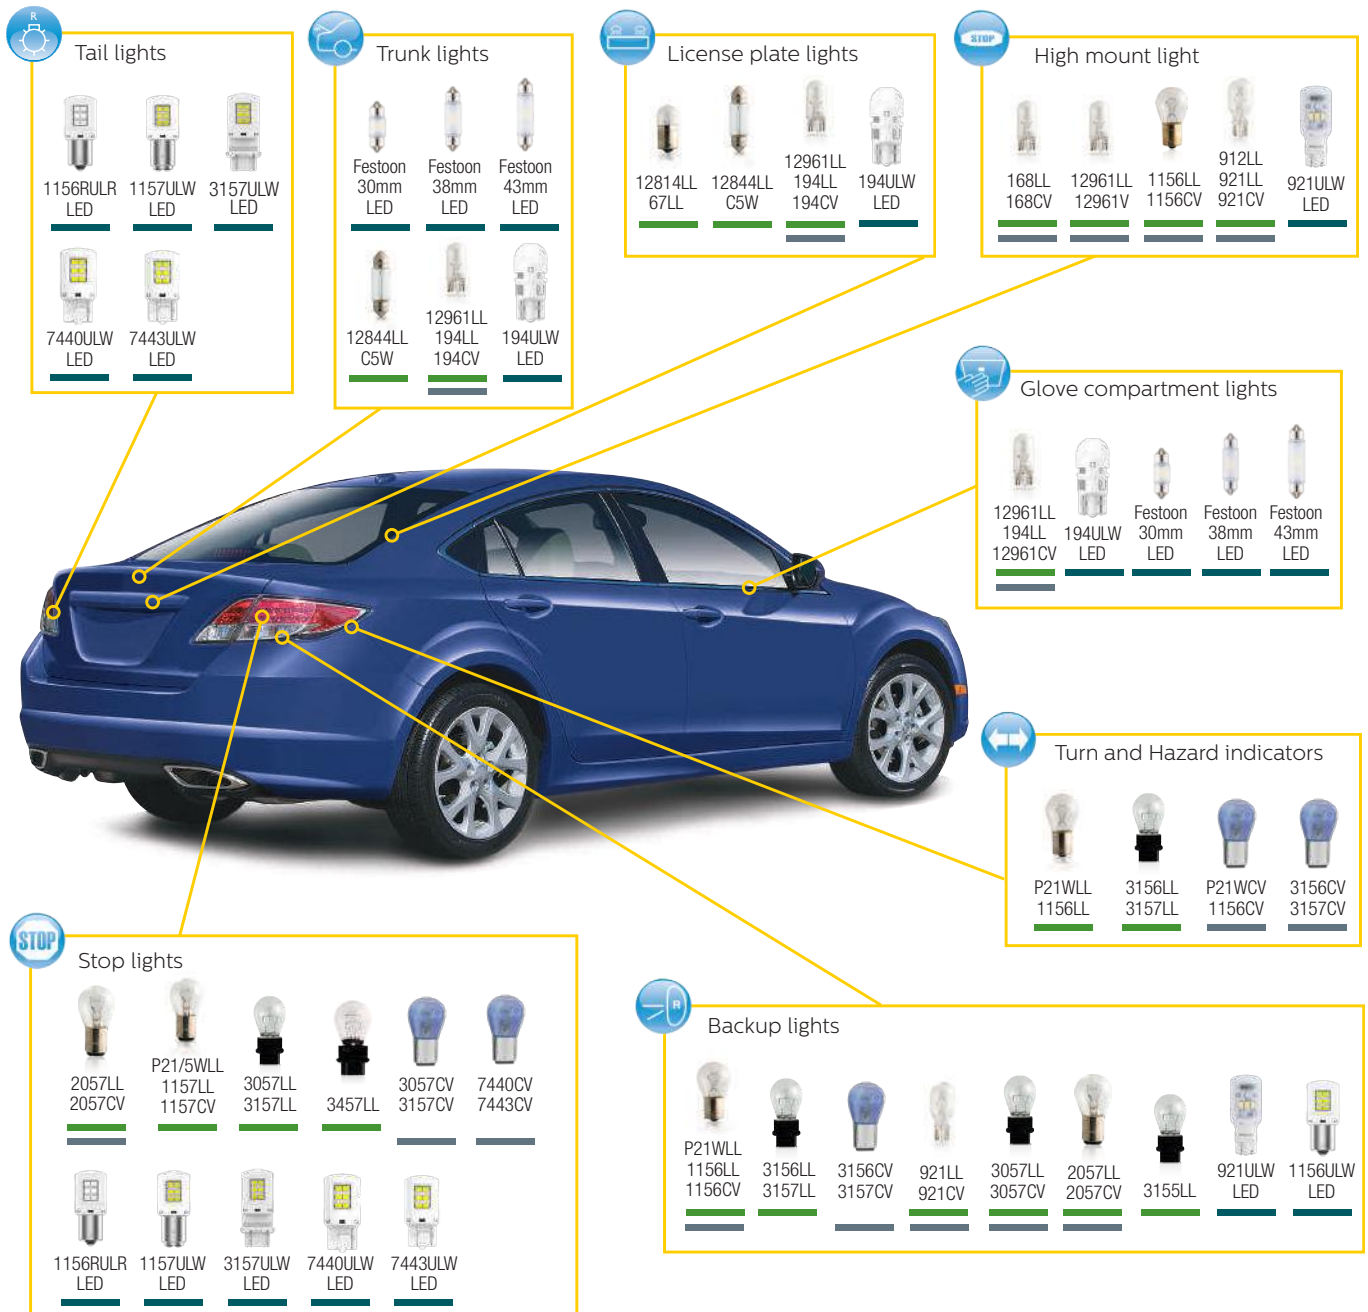 R
Tail lights
1156RULR
LED
1157ULW
LED
3157ULW
LED
7440ULW
LED
7443ULW
LED
Trunk lights
Festoon
30mm
LED
Festoon
38mm
LED
Festoon
43mm
LED
12844LL
C5W
12961LL
194LL
194CV
194ULW
LED
License plate lights
12814LL
67LL
12844LL
C5W
12961LL
194LL
194CV
194ULW
LED
STOP
High mount light
168LL
168CV
12961LL
12961V
1156LL
1156CV
912LL
921LL
921CV
921ULW
LED
Glove compartment lights
12961LL
194LL
12961CV
194ULW
LED
Festoon
30mm
LED
Festoon
38mm
LED
Festoon
43mm
LED
Turn and Hazard indicators
P21WLL
1156LL
3156LL
3157LL
P21WCV
1156CV
3156CV
3157CV
STOP
Stop lights
2057LL
2057CV
P21/5WLL
1157LL
1157CV
3057LL
3157LL
3457LL
3057CV
3157CV
7440CV
7443CV
1156RULR
LED
1157ULW
LED
3157ULW
LED
7440ULW
LED
7443ULW
LED
R
Backup lights
P21WLL
1156LL
1156CV
3156LL
3157LL
3156CV
3157CV
921LL
921CV
3057LL
3057CV
2057LL
2057CV
3155LL
921ULW
LED
1156ULW
LED